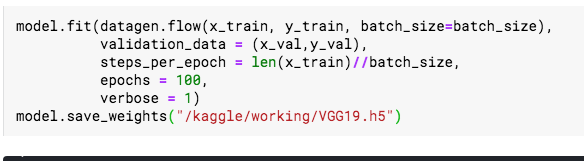 model.fit(datagen.flow(x_train, y_train, batch_size=batch_size),
          validation_data = (x_val,y_val),
          steps_per_epoch = len(x_train)//batch_size,
          epochs = 100,
          verbose = 1)
model.save_weights("/kaggle/working/VGG19.h5")